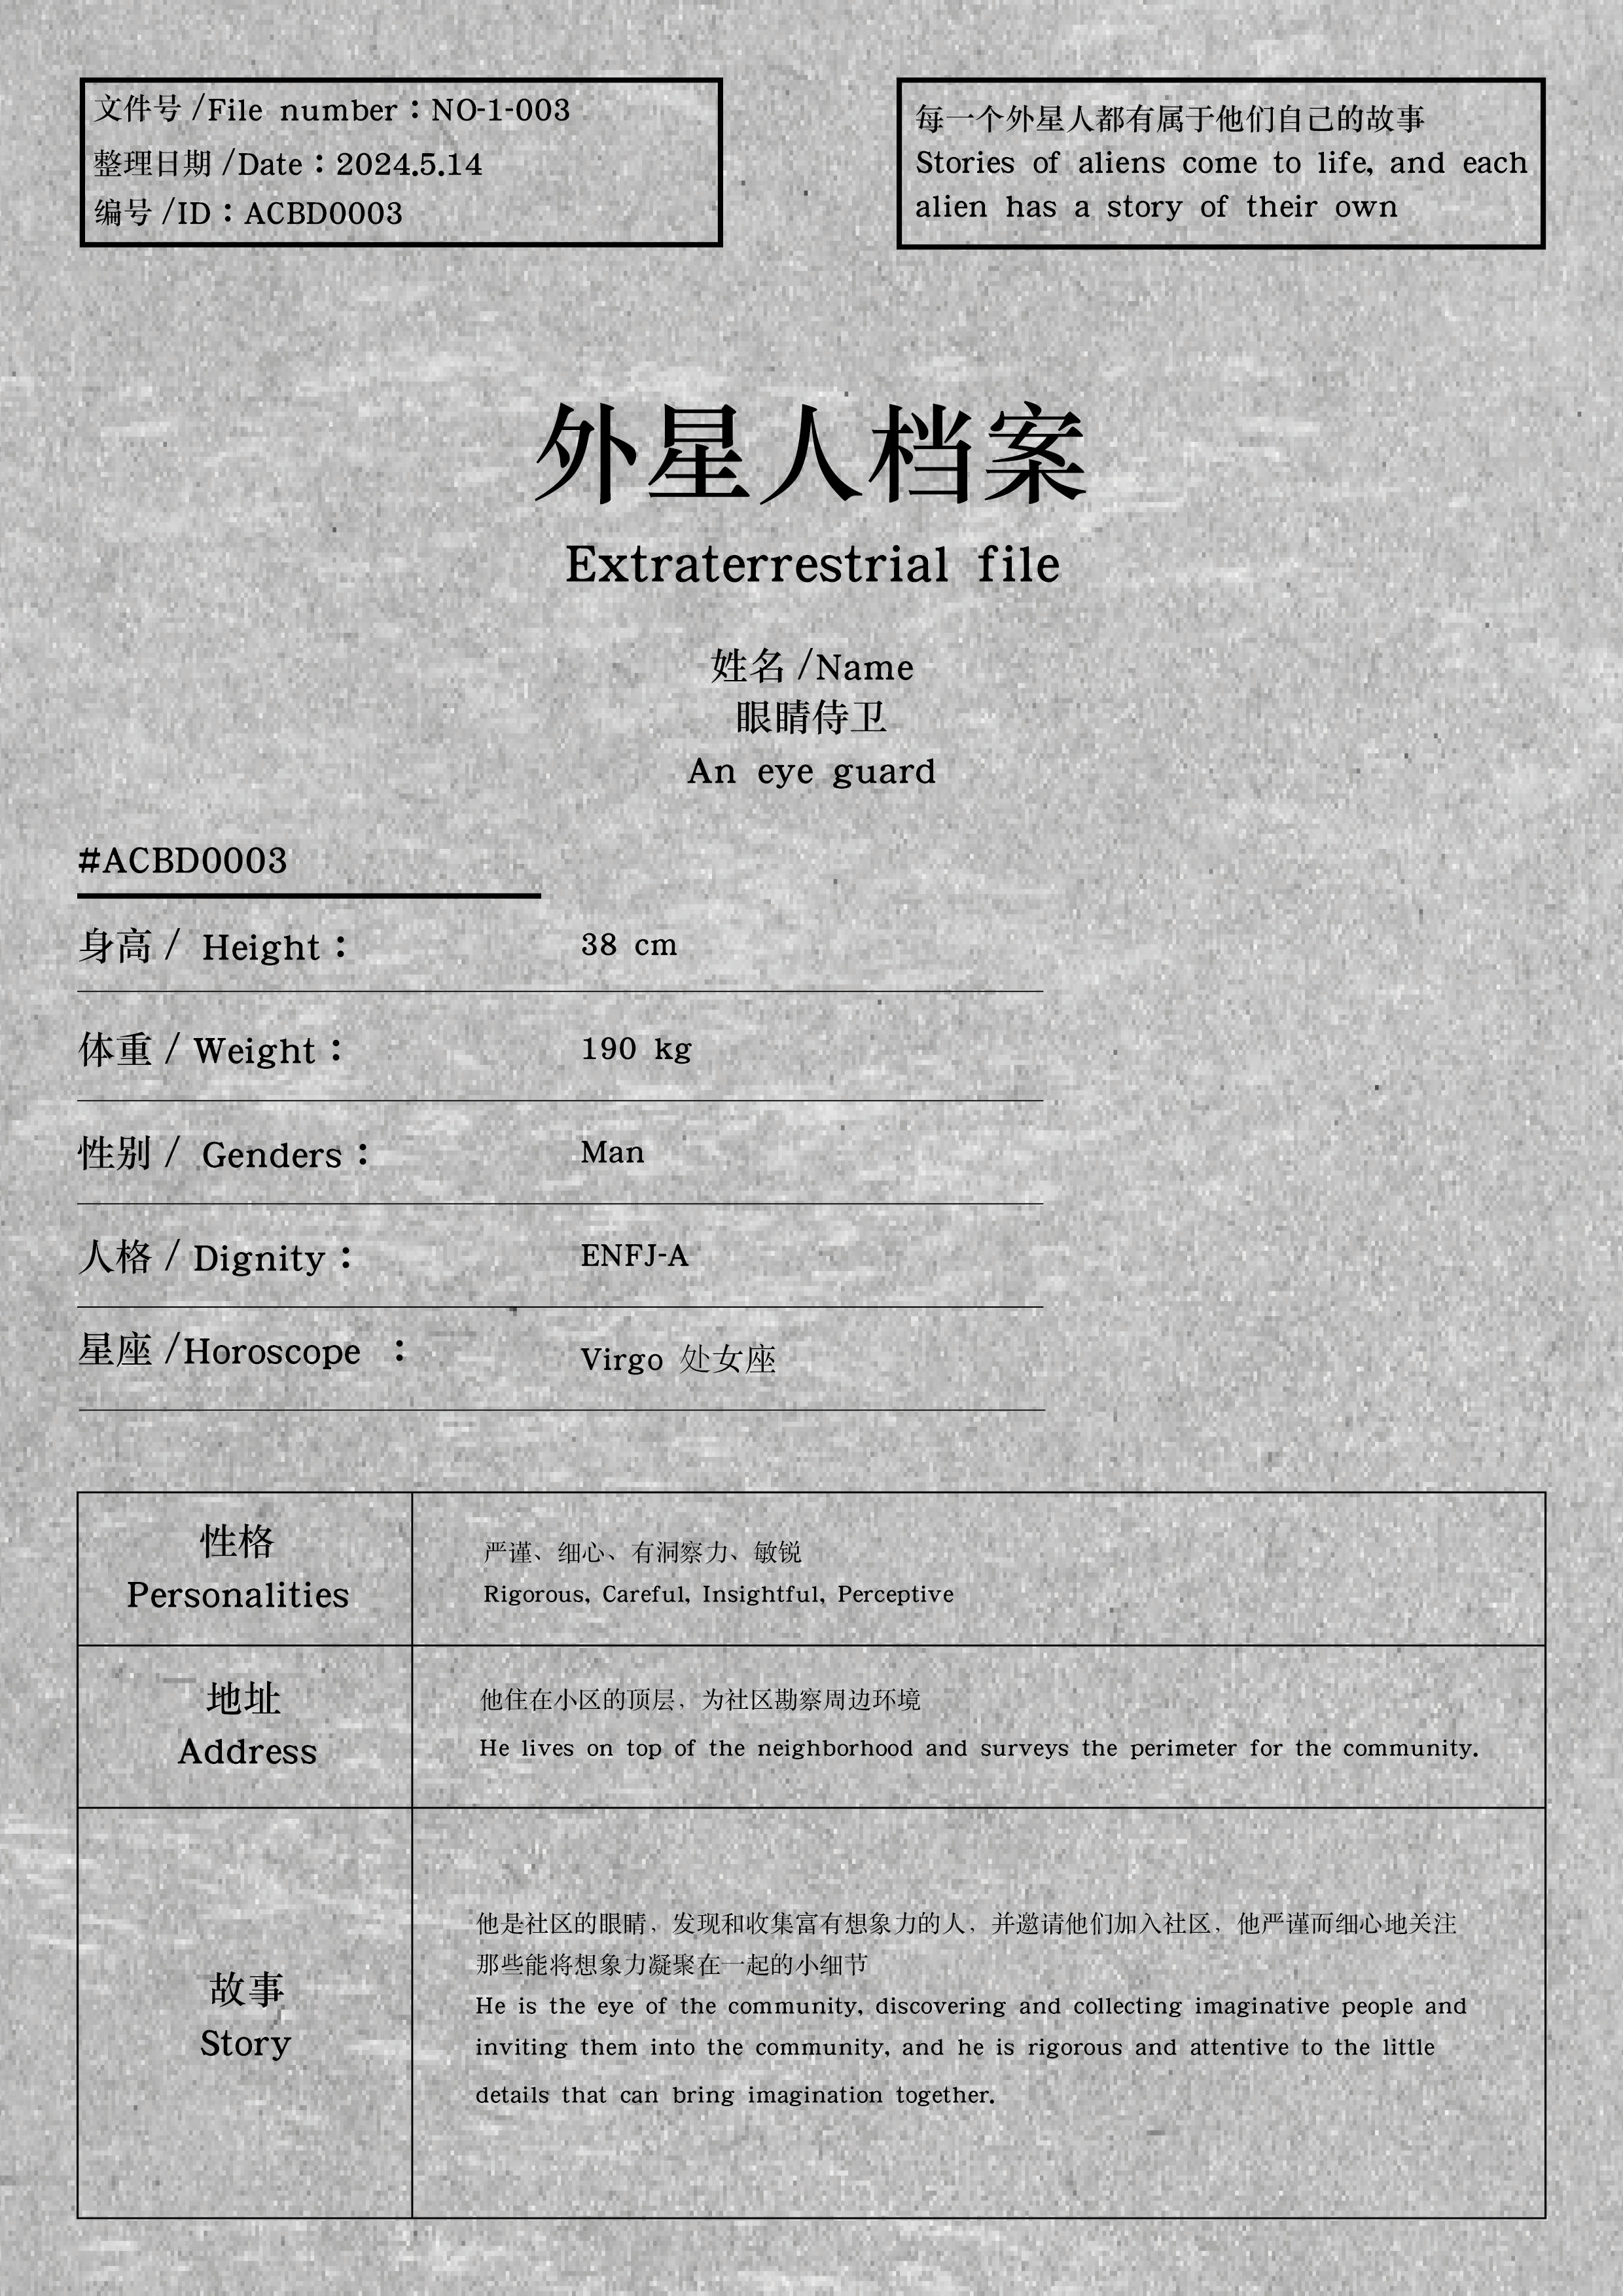 文件号 /File number：NO-1-003
整理日期 /Date：2024.5.14
编号 /ID：ACBD0003
每一个外星人都有属于他们自己的故事
Stories of aliens come to life, and each
alien has a story of their own
外星人档案
Extraterrestrial file
姓名 /Name
眼睛侍卫
An eye guard
#ACBD0003
身高 / Height： 38 cm
体重 / Weight： 190 kg
性别 / Genders： Man
人格 / Dignity： ENFJ-A
星座 /Horoscope ： Virgo 处女座
性格
Personalities
严谨、细心、有洞察力、敏锐
Rigorous, Careful, Insightful, Perceptive
地址
Address
他住在小区的顶层，为社区勘察周边环境
He lives on top of the neighborhood and surveys the perimeter for the community.
故事
Story
他是社区的眼睛，发现和收集富有想象力的人，并邀请他们加入社区，他严谨而细心地关注
那些能将想象力凝聚在一起的小细节
He is the eye of the community, discovering and collecting imaginative people and
inviting them into the community, and he is rigorous and attentive to the little
details that can bring imagination together.